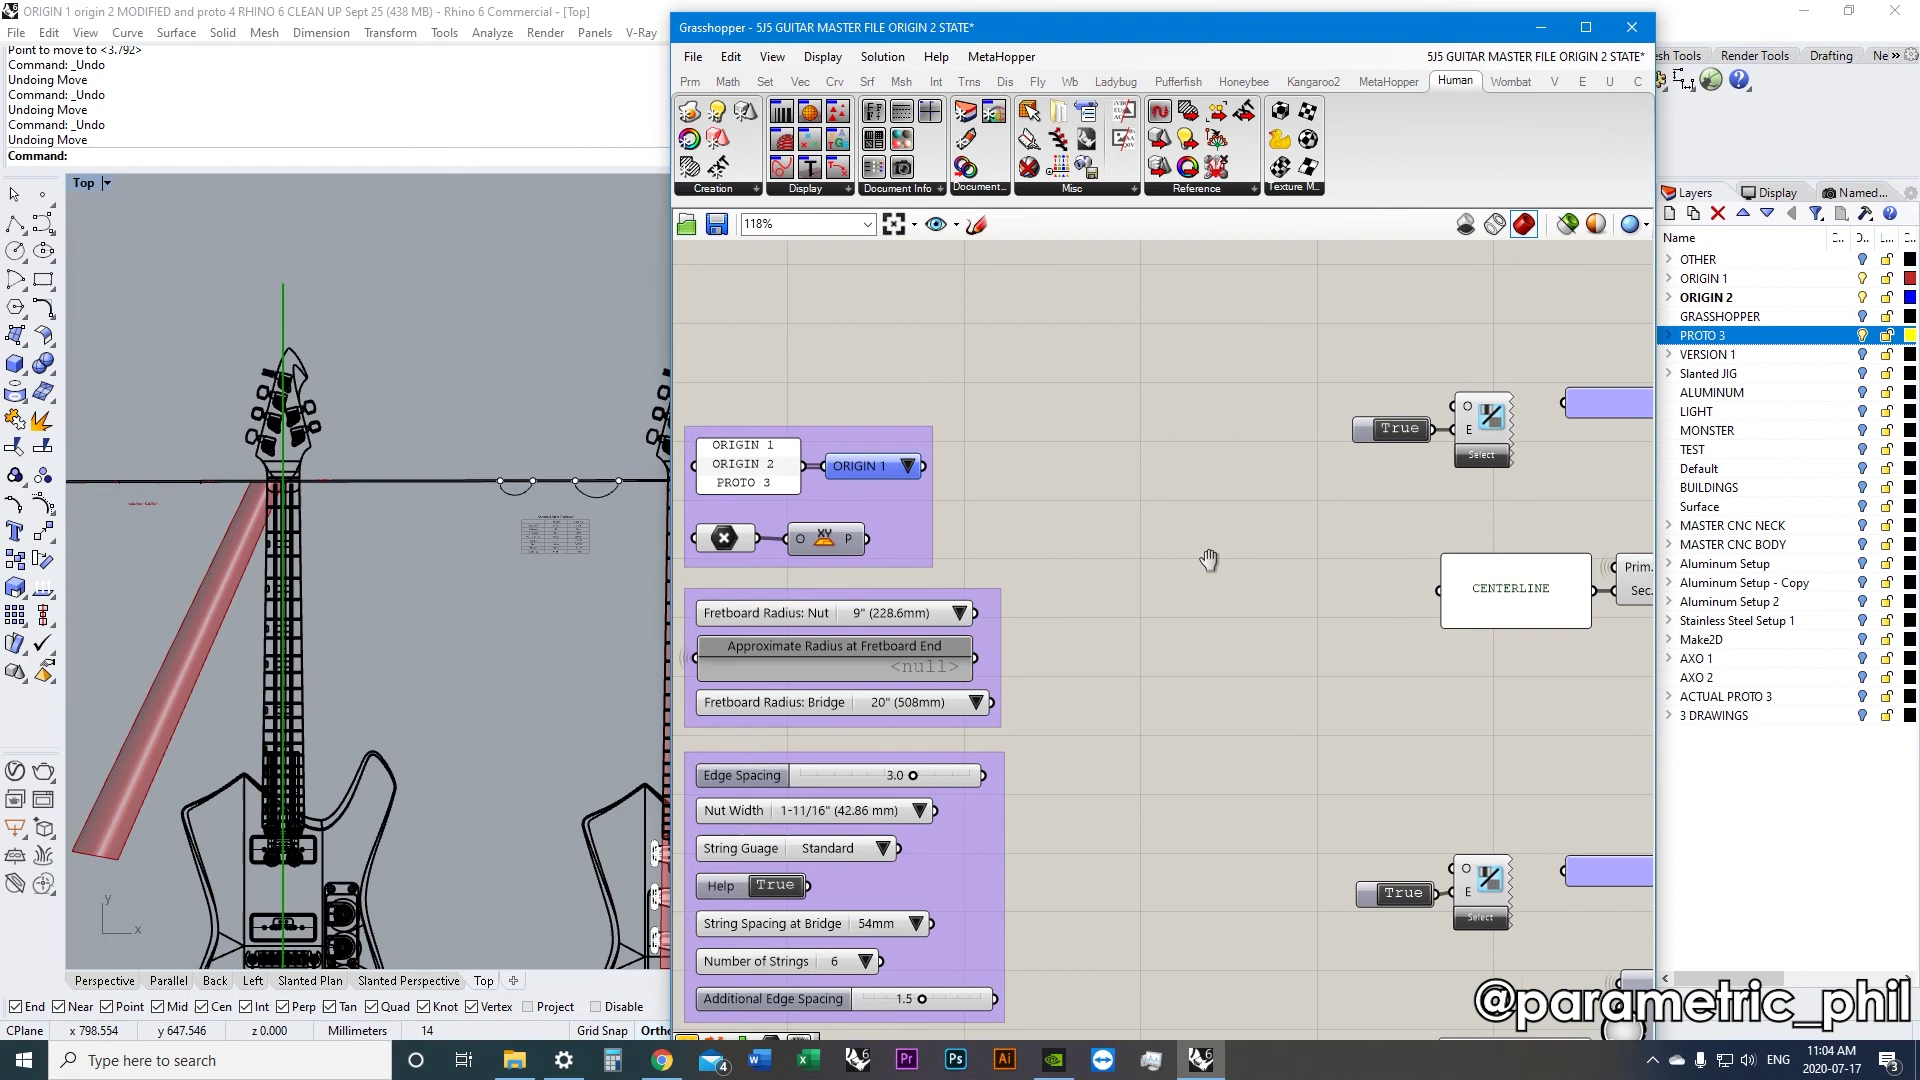 ORIGIN 1 origin 2 MODIFIED and proto 4 RHINO 6 CLEAN UP Sept 25 (438 MB) - Rhino 6 Commercial - [Top]
File Edit View Curve Surface Solid Mesh Dimension Transform Tools Analyze Render Panels V-Ray
Point to move to <3.792>
Command: _Undo
Undoing Move
Command: _Undo
Undoing Move
Command: _Undo
Undoing Move
Command:
Top
Grasshopper - 5J5 GUITAR MASTER FILE ORIGIN 2 STATE*
File Edit View Display Solution Help MetaHopper
5J5 GUITAR MASTER FILE ORIGIN 2 STATE*
Prm Math Set Vec Crv Srf Msh Int Trns Dis Fly Wb Ladybug Pufferfish Honeybee Kangaroo2 MetaHopper Human Wombat V E U C
Creation Display Document Info Document... Misc Reference Texture M...
118%
ORIGIN 1
ORIGIN 2
PROTO 3
ORIGIN 1
O XY P
Fretboard Radius: Nut 9" (228.6mm)
Approximate Radius at Fretboard End
<null>
Fretboard Radius: Bridge 20" (508mm)
Edge Spacing 3.0
Nut Width 1-11/16" (42.86 mm)
String Guage Standard
Help True
String Spacing at Bridge 54mm
Number of Strings 6
Additional Edge Spacing 1.5
True
O
E
Select
CENTERLINE
Prim.
Sec.
True
O
E
Select
esh Tools Render Tools Drafting Ne »
Layers Display Named...
Name
OTHER
ORIGIN 1
ORIGIN 2
GRASSHOPPER
PROTO 3
VERSION 1
Slanted JIG
ALUMINUM
LIGHT
MONSTER
TEST
Default
BUILDINGS
Surface
MASTER CNC NECK
MASTER CNC BODY
Aluminum Setup
Aluminum Setup - Copy
Aluminum Setup 2
Stainless Steel Setup 1
Make2D
AXO 1
AXO 2
ACTUAL PROTO 3
3 DRAWINGS
y
x
Perspective Parallel Back Left Slanted Plan Slanted Perspective Top
End Near Point Mid Cen Int Perp Tan Quad Knot Vertex Project Disable
CPlane x 798.554 y 647.546 z 0.000 Millimeters 14 Grid Snap Ortho
@parametric_phil
Type here to search
ENG
11:04 AM
2020-07-17